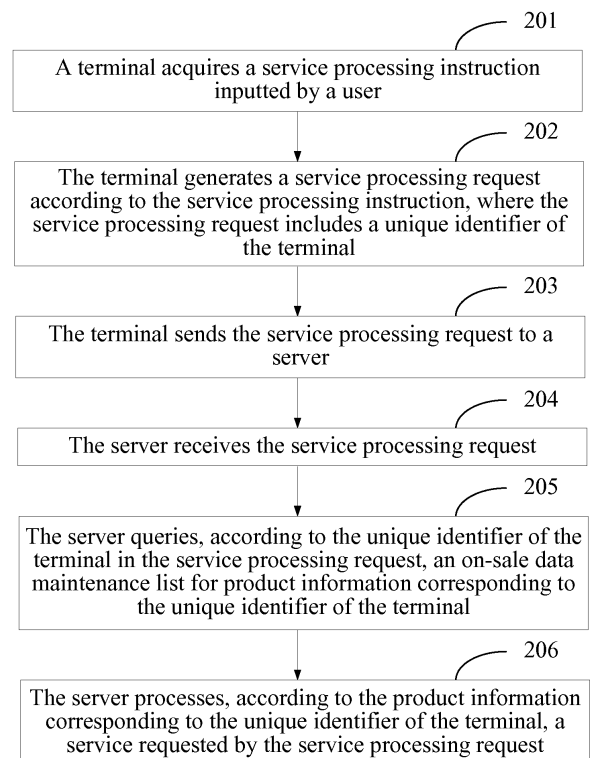 201
A terminal acquires a service processing instruction
inputted by a user
202
The terminal generates a service processing request
according to the service processing instruction, where the
service processing request includes a unique identifier of
the terminal
203
The terminal sends the service processing request to a
server
204
The server receives the service processing request
205
The server queries, according to the unique identifier of the
terminal in the service processing request, an on-sale data
maintenance list for product information corresponding to
the unique identifier of the terminal
206
The server processes, according to the product information
corresponding to the unique identifier of the terminal, a
service requested by the service processing request